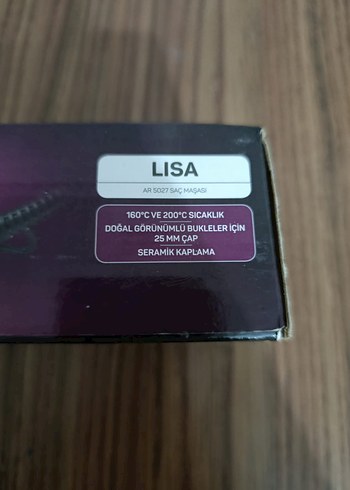 LISA
AR 5027 SAÇ MAŞASI
160°C VE 200°C SICAKLIK
DOĞAL GÖRÜNÜMLÜ BUKLELER İÇİN
25 MM ÇAP
SERAMİK KAPLAMA